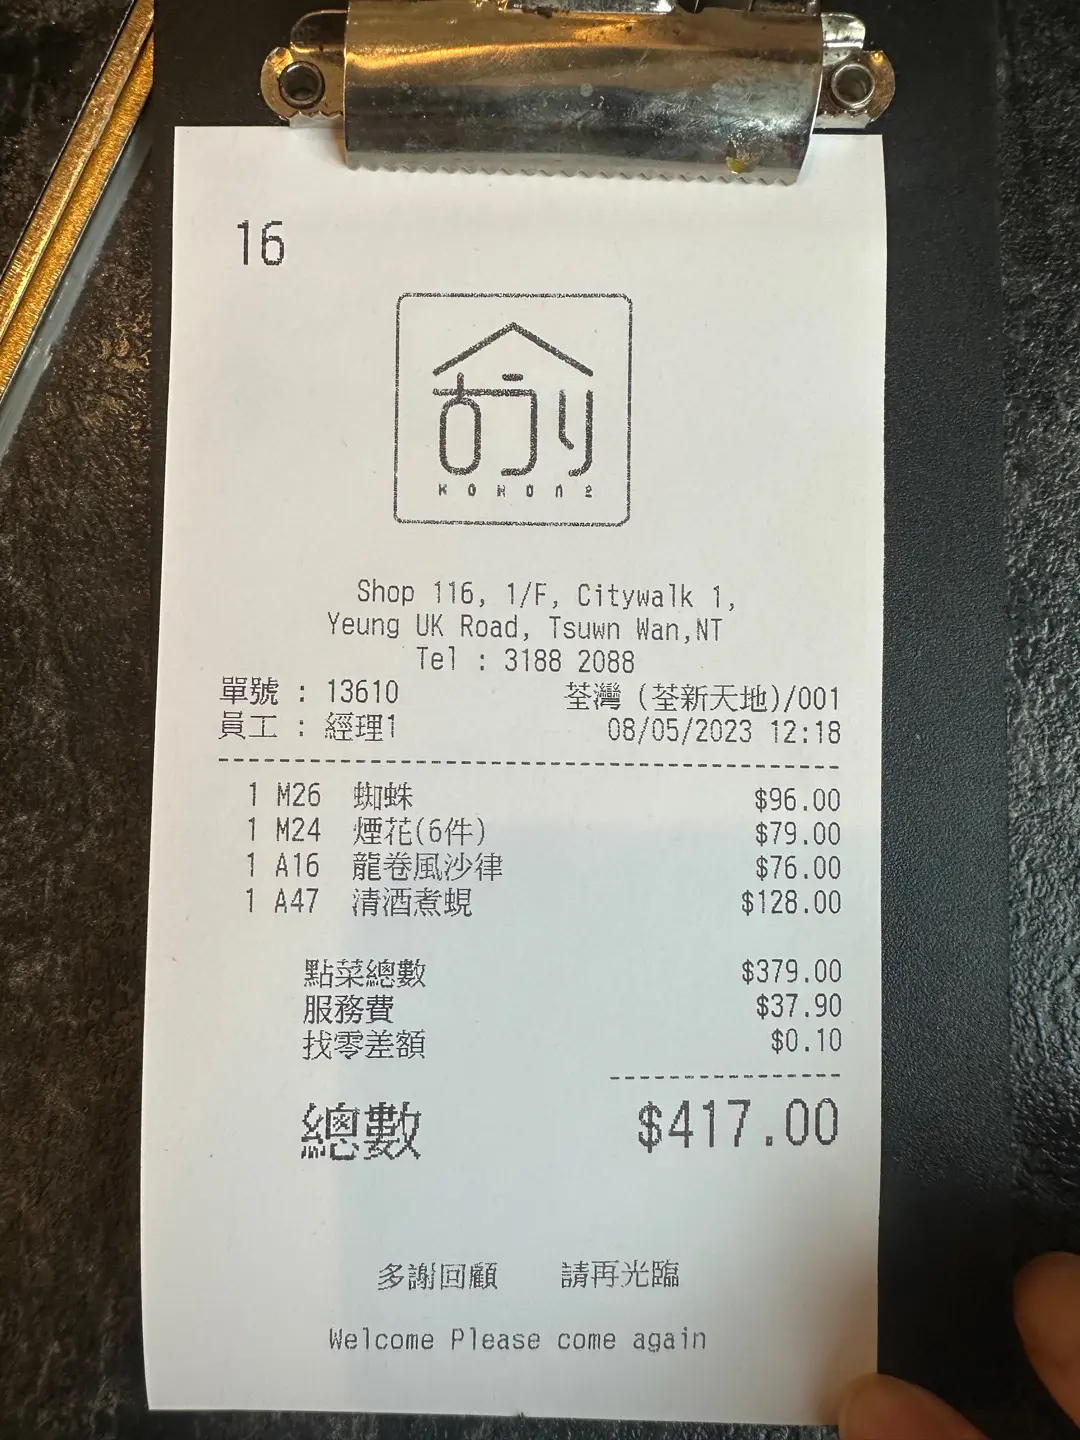 16
古うり
Shop 116, 1/F, Citywalk 1,
Yeung UK Road, Tsuwn Wan,NT
Tel : 3188 2088
單號 : 13610 荃灣 (荃新天地)/001
員工 : 經理1 08/05/2023 12:18
1 M26 蜘蛛 $96.00
1 M24 煙花(6件) $79.00
1 A16 龍卷風沙律 $76.00
1 A47 清酒煮蜆 $128.00
點菜總數 $379.00
服務費 $37.90
找零差額 $0.10
總數 $417.00
多謝回顧 請再光臨
Welcome Please come again